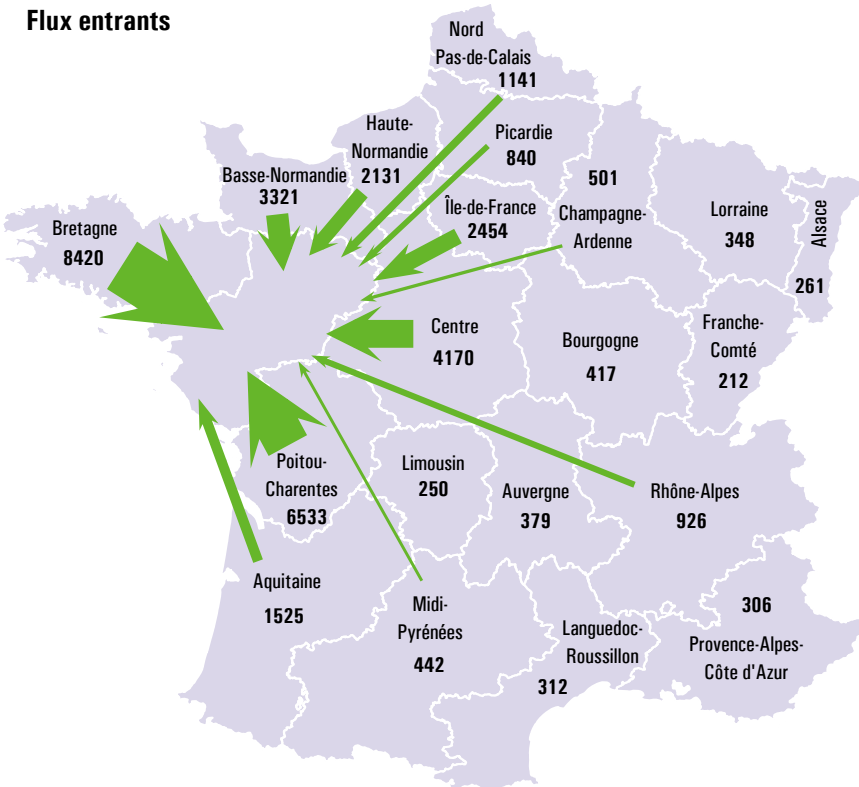 Flux entrants
Nord
Pas-de-Calais
1141
Haute-
Normandie
2131
Picardie
840
Basse-Normandie
3321
501
Champagne-
Ardenne
Île-de-France
2454
Lorraine
348
Alsace
261
Bretagne
8420
Centre
4170
Bourgogne
417
Franche-
Comté
212
Poitou-
Charentes
6533
Limousin
250
Auvergne
379
Rhône-Alpes
926
Aquitaine
1525
Midi-
Pyrénées
442
Languedoc-
Roussillon
312
306
Provence-Alpes-
Côte d'Azur